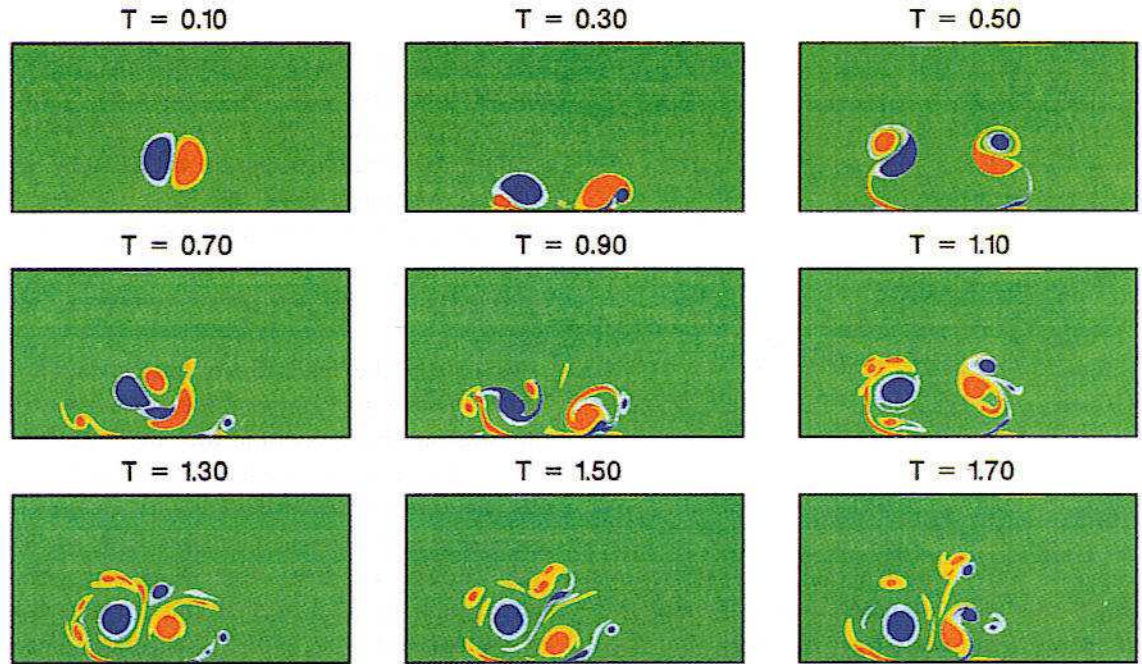 T = 0.10
T = 0.30
T = 0.50
T = 0.70
T = 0.90
T = 1.10
T = 1.30
T = 1.50
T = 1.70